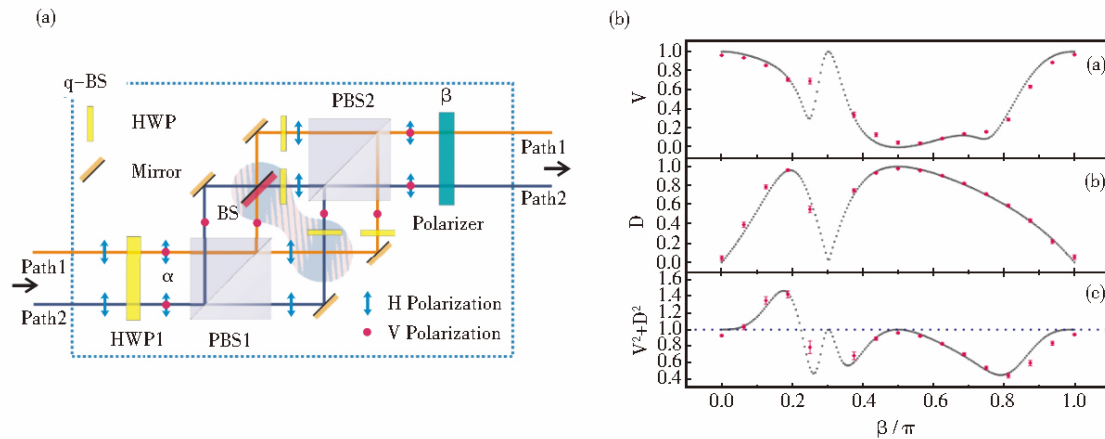 (a)
q-BS
HWP
Mirror
BS
PBS2
β
Path1
Path2
Polarizer
Path1
Path2
α
HWP1
PBS1
H Polarization
V Polarization
(b)
1.0
0.8
0.6
0.4
0.2
0.0
V
(a)
1.0
0.8
0.6
0.4
0.2
0.0
D
(b)
1.6
1.4
1.2
1.0
0.8
0.6
0.4
V²+D²
(c)
0.0 0.2 0.4 0.6 0.8 1.0
β/π